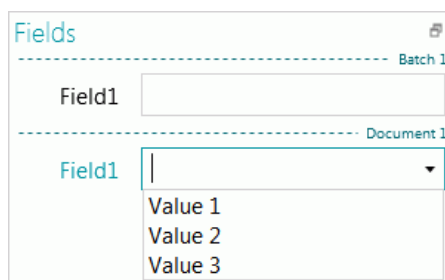 Fields
Batch 1
Field1
Document 1
Field1
Value 1
Value 2
Value 3